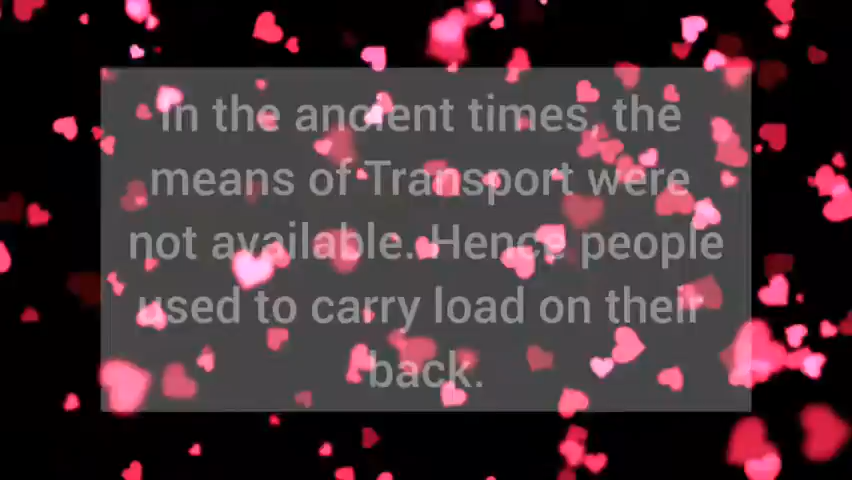 In the ancient times, the
means of Transport were
not available. Hence people
used to carry load on their
back.